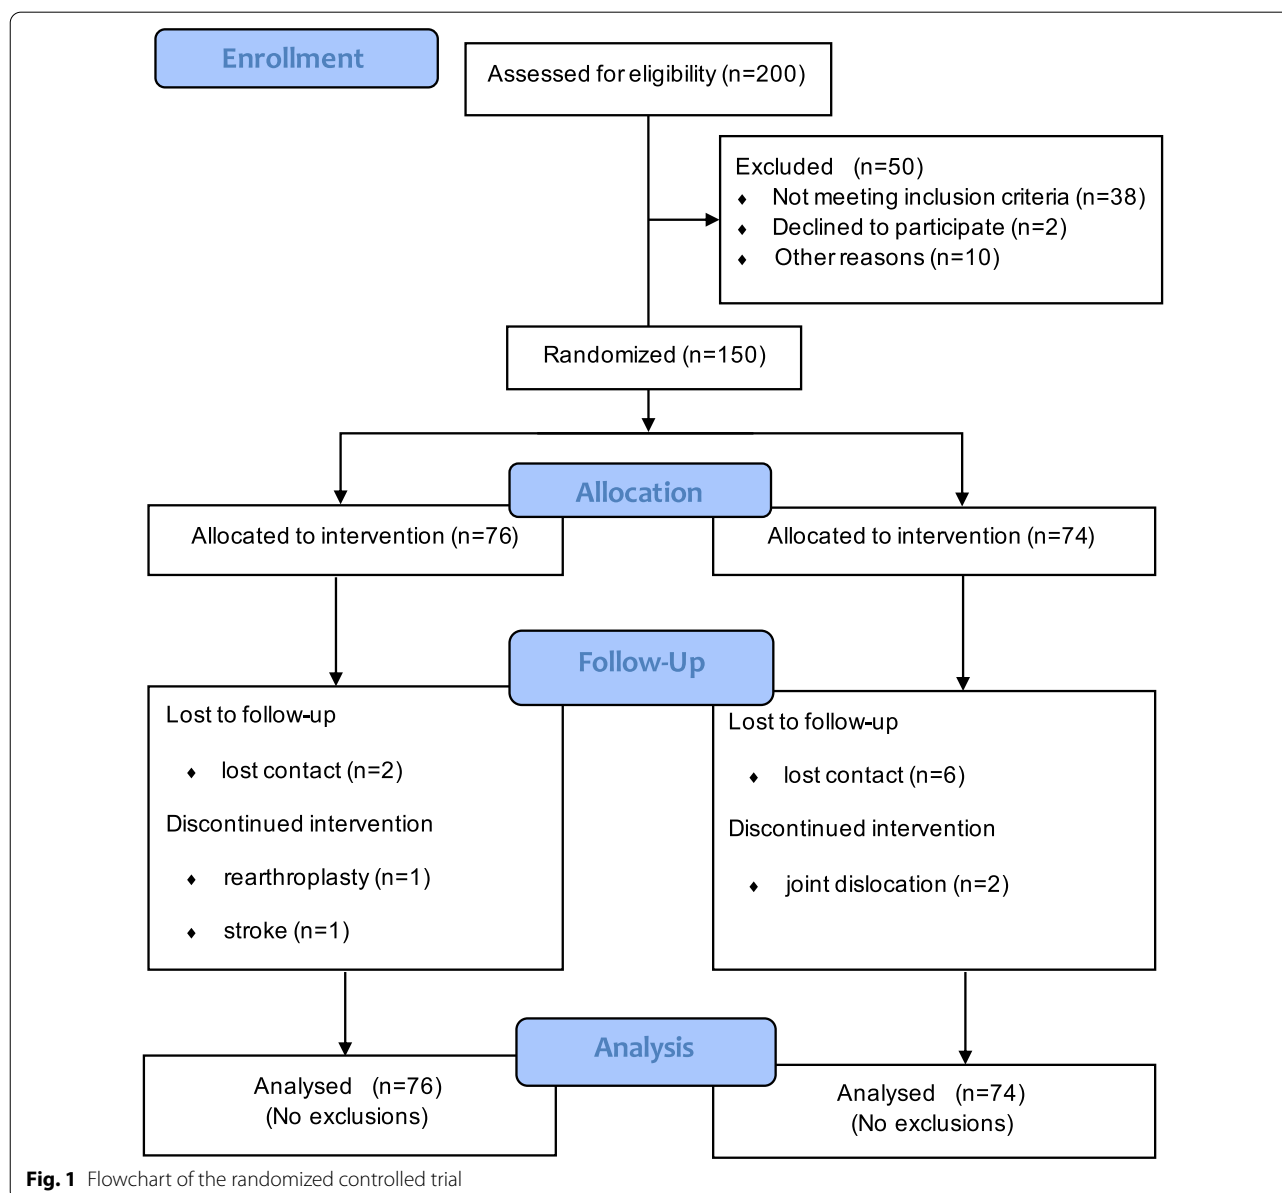 Enrollment
Assessed for eligibility (n=200)
Excluded (n=50)
♦ Not meeting inclusion criteria (n=38)
♦ Declined to participate (n=2)
♦ Other reasons (n=10)
Randomized (n=150)
Allocation
Allocated to intervention (n=76)
Allocated to intervention (n=74)
Follow-Up
Lost to follow-up
♦ lost contact (n=2)
Discontinued intervention
♦ rearthroplasty (n=1)
♦ stroke (n=1)
Lost to follow-up
♦ lost contact (n=6)
Discontinued intervention
♦ joint dislocation (n=2)
Analysis
Analysed (n=76)
(No exclusions)
Analysed (n=74)
(No exclusions)
Fig. 1 Flowchart of the randomized controlled trial